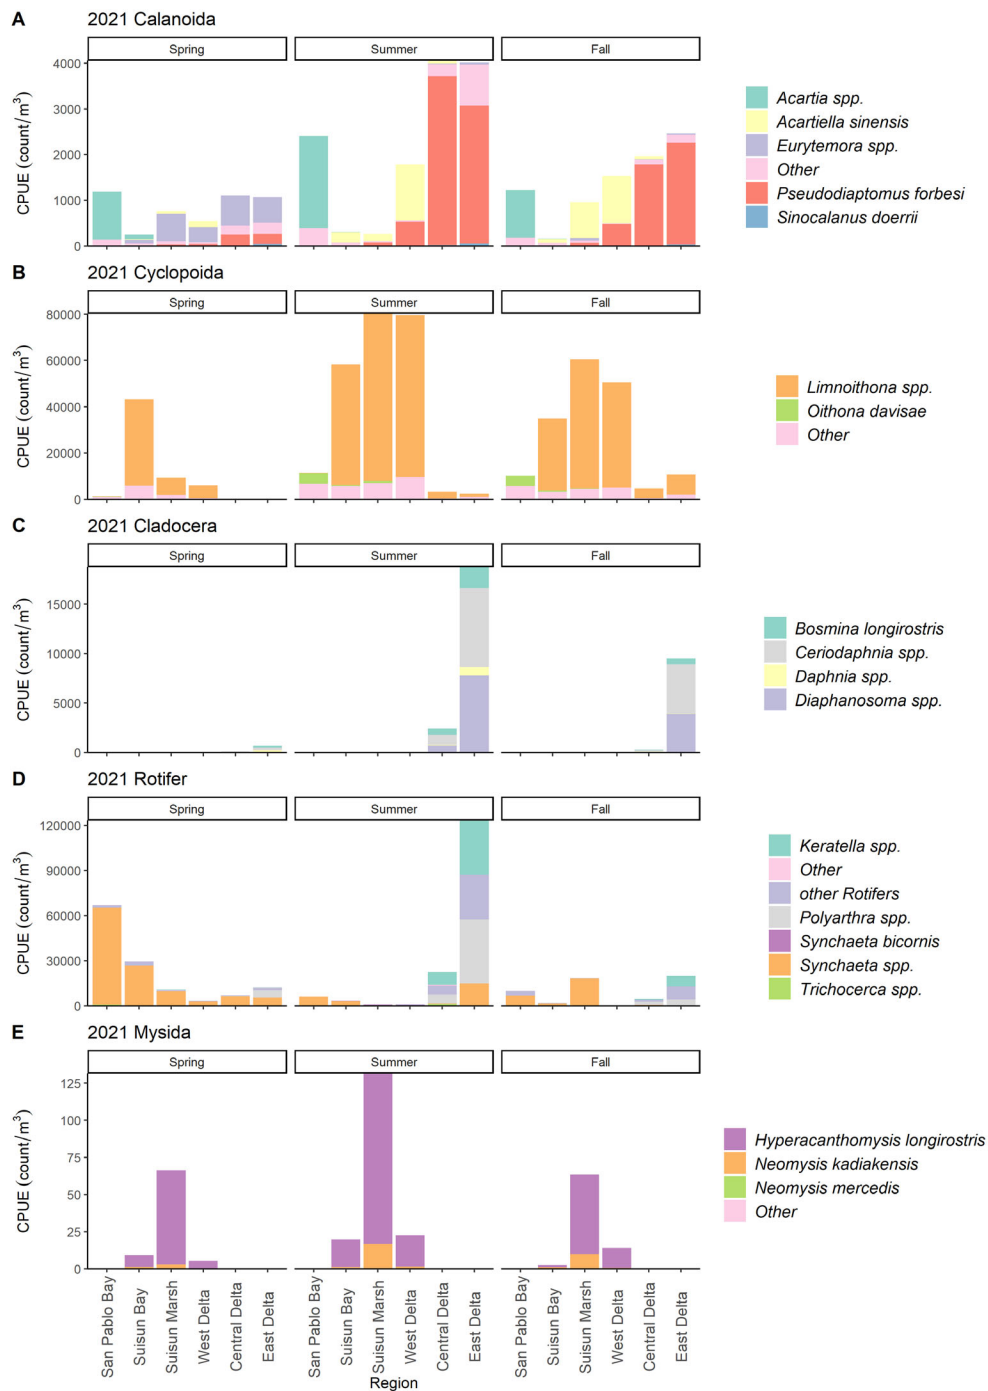 A
2021 Calanoida
Spring
Summer
Fall
CPUE (count/m³)
4000
3000
2000
1000
0
Acartia spp.
Acartiella sinensis
Eurytemora spp.
Other
Pseudodiaptomus forbesi
Sinocalanus doerrii
B
2021 Cyclopoida
Spring
Summer
Fall
CPUE (count/m³)
80000
60000
40000
20000
0
Limnoithona spp.
Oithona davisae
Other
C
2021 Cladocera
Spring
Summer
Fall
CPUE (count/m³)
15000
10000
5000
0
Bosmina longirostris
Ceriodaphnia spp.
Daphnia spp.
Diaphanosoma spp.
D
2021 Rotifer
Spring
Summer
Fall
CPUE (count/m³)
120000
90000
60000
30000
0
Keratella spp.
Other
other Rotifers
Polyarthra spp.
Synchaeta bicornis
Synchaeta spp.
Trichocerca spp.
E
2021 Mysida
Spring
Summer
Fall
CPUE (count/m³)
125
100
75
50
25
0
Hyperacanthomysis longirostris
Neomysis kadiakensis
Neomysis mercedis
Other
San Pablo Bay
Suisun Bay
Suisun Marsh
West Delta
Central Delta
East Delta
San Pablo Bay
Suisun Bay
Suisun Marsh
West Delta
Central Delta
East Delta
San Pablo Bay
Suisun Bay
Suisun Marsh
West Delta
Central Delta
East Delta
Region